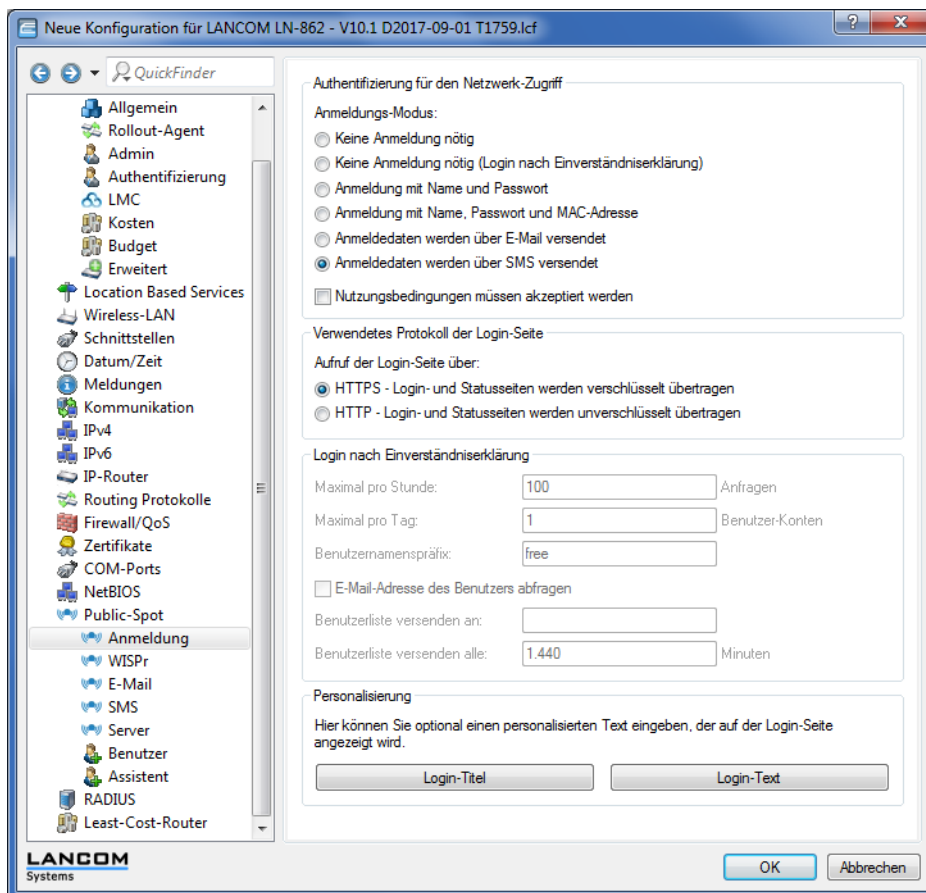 Neue Konfiguration für LANCOM LN-862 - V10.1 D2017-09-01 T1759.lcf
QuickFinder
Allgemein
Rollout-Agent
Admin
Authentifizierung
LMC
Kosten
Budget
Erweitert
Location Based Services
Wireless-LAN
Schnittstellen
Datum/Zeit
Meldungen
Kommunikation
IPv4
IPv6
IP-Router
Routing Protokolle
Firewall/QoS
Zertifikate
COM-Ports
NetBIOS
Public-Spot
Anmeldung
WISPr
E-Mail
SMS
Server
Benutzer
Assistent
RADIUS
Least-Cost-Router
LANCOM
Systems
Authentifizierung für den Netzwerk-Zugriff
Anmeldungs-Modus:
Keine Anmeldung nötig
Keine Anmeldung nötig (Login nach Einverständniserklärung)
Anmeldung mit Name und Passwort
Anmeldung mit Name, Passwort und MAC-Adresse
Anmeldedaten werden über E-Mail versendet
Anmeldedaten werden über SMS versendet
Nutzungsbedingungen müssen akzeptiert werden
Verwendetes Protokoll der Login-Seite
Aufruf der Login-Seite über:
HTTPS - Login- und Statusseiten werden verschlüsselt übertragen
HTTP - Login- und Statusseiten werden unverschlüsselt übertragen
Login nach Einverständniserklärung
Maximal pro Stunde: 100 Anfragen
Maximal pro Tag: 1 Benutzer-Konten
Benutzernamenspräfix: free
E-Mail-Adresse des Benutzers abfragen
Benutzerliste versenden an:
Benutzerliste versenden alle: 1.440 Minuten
Personalisierung
Hier können Sie optional einen personalisierten Text eingeben, der auf der Login-Seite
angezeigt wird.
Login-Titel Login-Text
OK Abbrechen